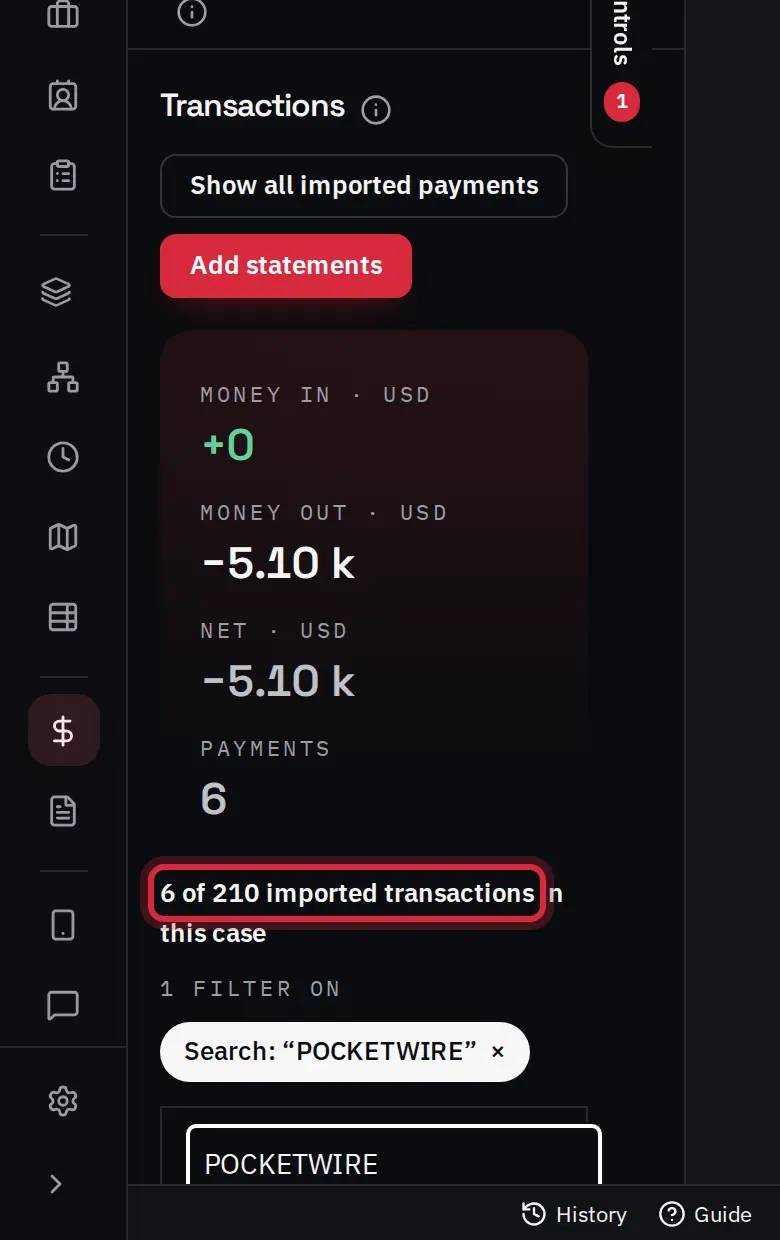 ntrols
1
Transactions
Show all imported payments
Add statements
MONEY IN · USD
+0
MONEY OUT · USD
−5.10 k
NET · USD
−5.10 k
PAYMENTS
6
6 of 210 imported transactions n
this case
1 FILTER ON
Search: “POCKETWIRE” ×
POCKETWIRE
History
Guide